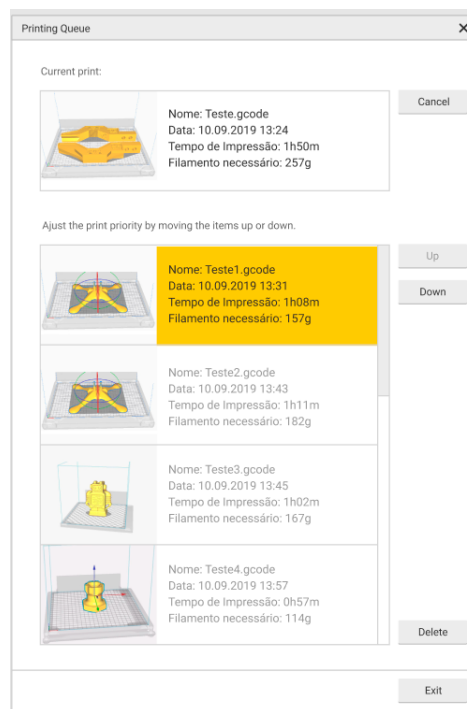 Printing Queue
Current print:
Cancel
Nome: Teste.gcode
Data: 10.09.2019 13:24
Tempo de Impressão: 1h50m
Filamento necessário: 257g
Ajust the print priority by moving the items up or down.
Up
Down
Nome: Teste1.gcode
Data: 10.09.2019 13:31
Tempo de Impressão: 1h08m
Filamento necessário: 157g
Nome: Teste2.gcode
Data: 10.09.2019 13:43
Tempo de Impressão: 1h11m
Filamento necessário: 182g
Nome: Teste3.gcode
Data: 10.09.2019 13:45
Tempo de Impressão: 1h02m
Filamento necessário: 167g
Nome: Teste4.gcode
Data: 10.09.2019 13:57
Tempo de Impressão: 0h57m
Filamento necessário: 114g
Delete
Exit